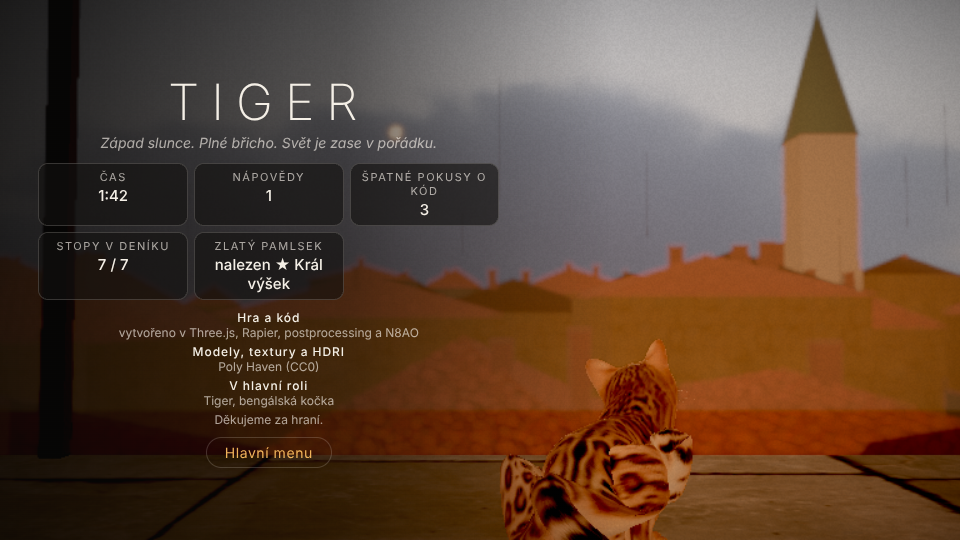 TIGER
Západ slunce. Plné břicho. Svět je zase v pořádku.
ČAS
1:42
NÁPOVĚDY
1
ŠPATNÉ POKUSY O
KÓD
3
STOPY V DENÍKU
7 / 7
ZLATÝ PAMLSEK
nalezen ★ Král
výšek
Hra a kód
vytvořeno v Three.js, Rapier, postprocessing a N8AO
Modely, textury a HDRI
Poly Haven (CC0)
V hlavní roli
Tiger, bengálská kočka
Děkujeme za hraní.
Hlavní menu